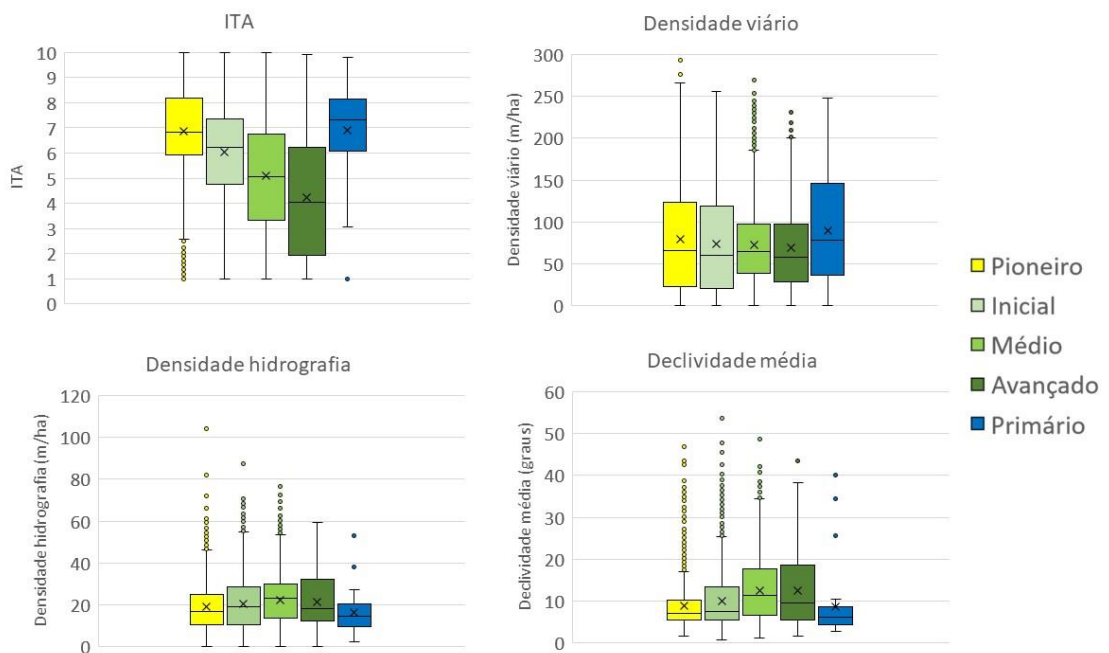 ITA
10
9
8
7
6
5
4
3
2
1
0
ITA
Densidade viário
300
250
200
150
100
50
0
Densidade viário (m/ha)
Pioneiro
Inicial
Médio
Avançado
Primário
Densidade hidrografia
120
100
80
60
40
20
0
Densidade hidrografia (m/ha)
Declividade média
60
50
40
30
20
10
0
Declividade média (graus)